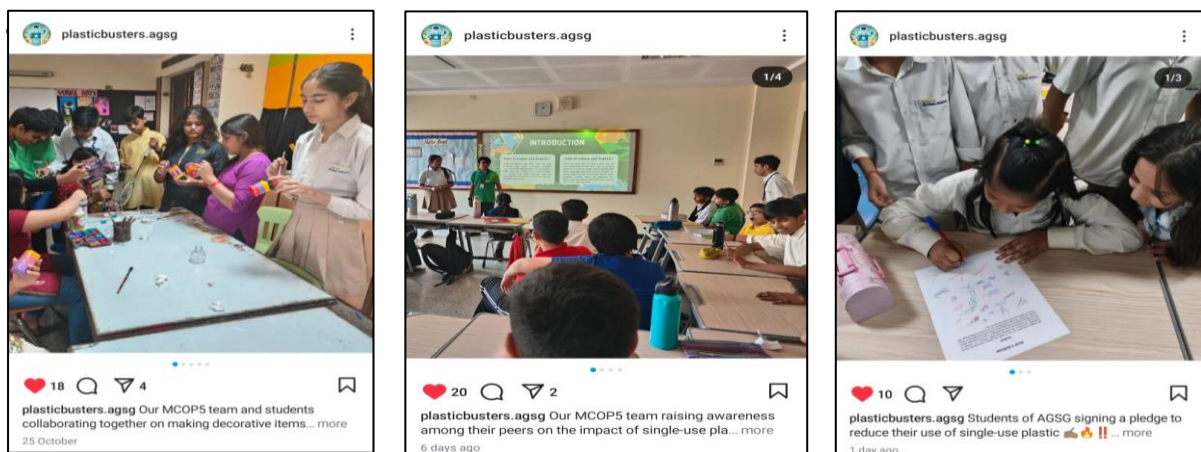 plasticbusters.agsg
18 4
plasticbusters.agsg Our MCOP5 team and students
collaborating together on making decorative items... more
25 October
plasticbusters.agsg
1/4
INTRODUCTION
20 2
plasticbusters.agsg Our MCOP5 team raising awareness
among their peers on the impact of single-use pla... more
6 days ago
plasticbusters.agsg
1/3
10
plasticbusters.agsg Students of AGSG signing a pledge to
reduce their use of single-use plastic ✍🏽🔥‼️... more
1 day ago